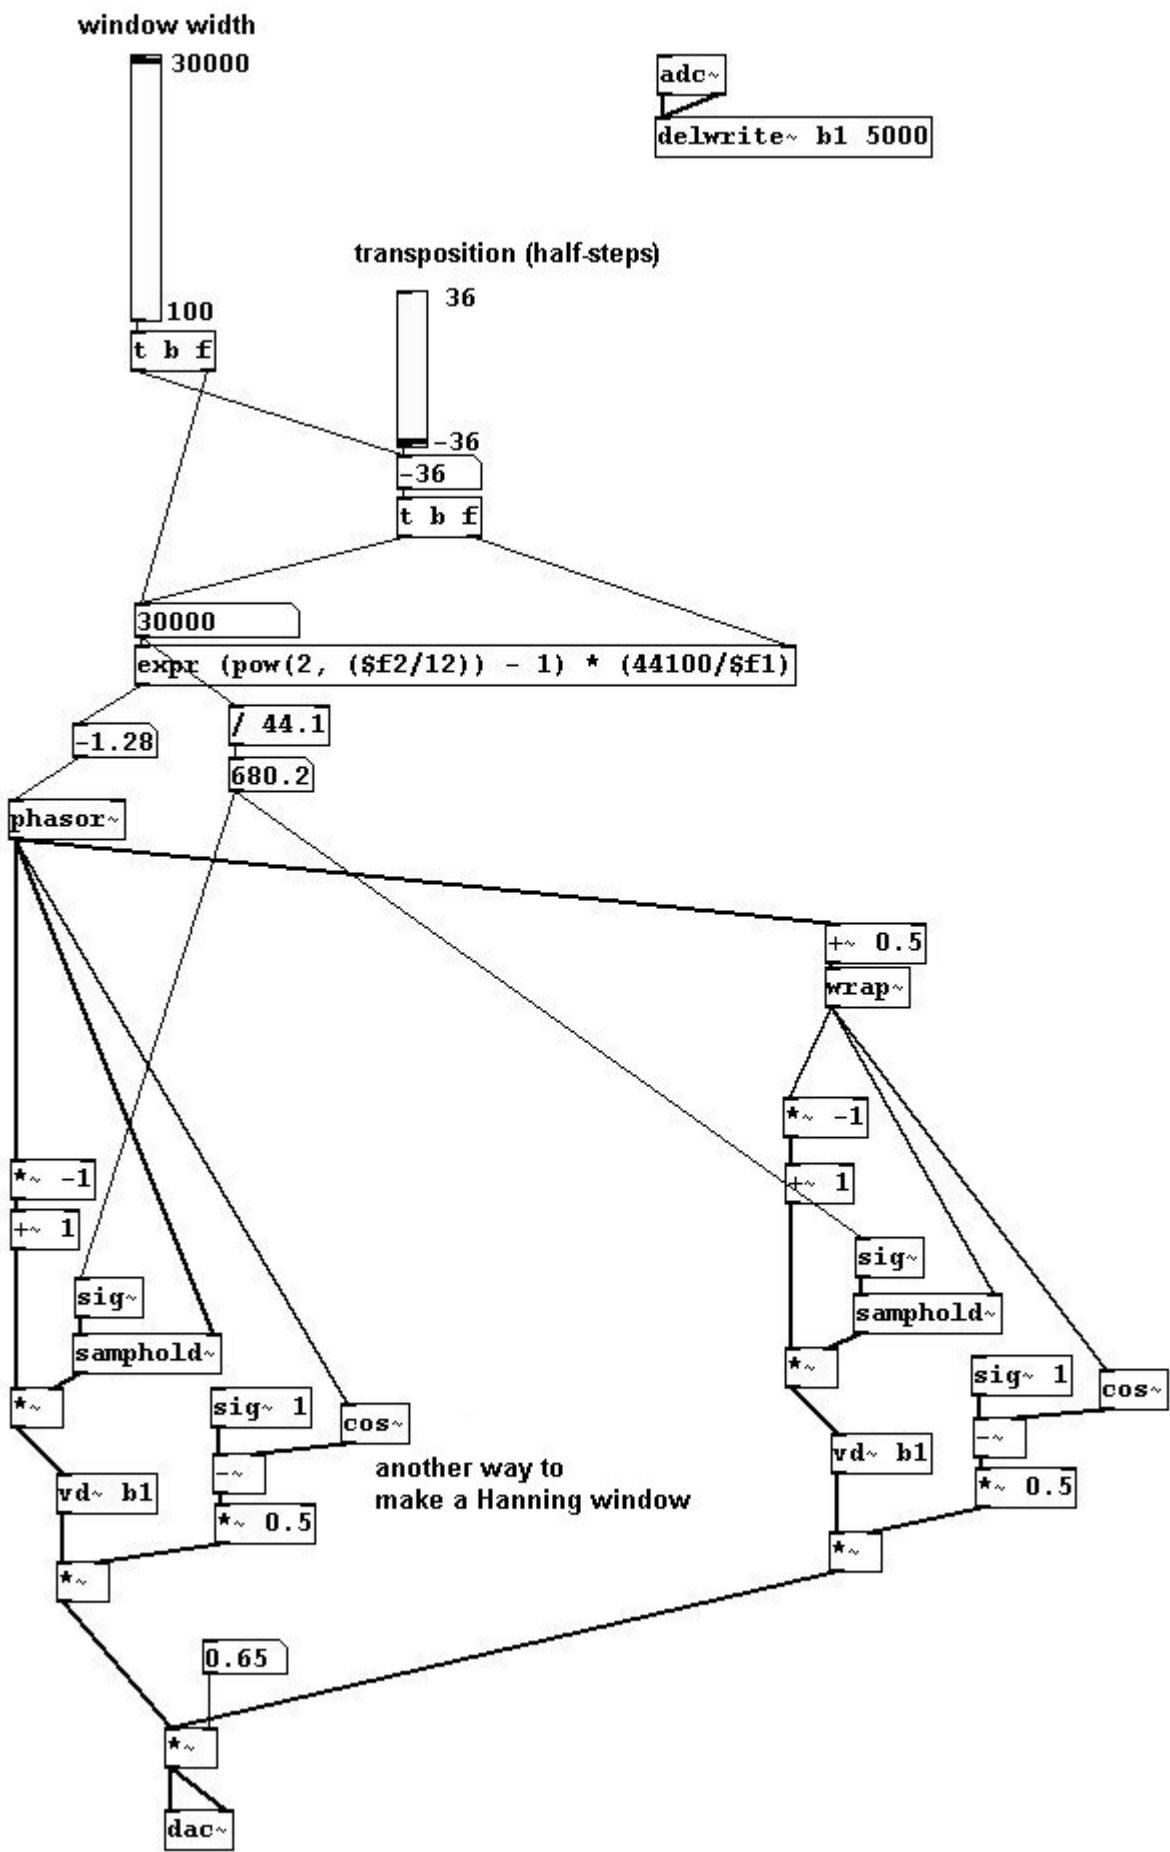 window width
30000
adc~
delwrite~ b1 5000
transposition (half-steps)
36
100
t b f
-36
-36
t b f
30000
expr (pow(2, ($f2/12)) - 1) * (44100/$f1)
/ 44.1
-1.28
680.2
phasor~
+~ 0.5
wrap~
*~ -1
*~ -1
+~ 1
+~ 1
sig~
sig~
samphold~
samphold~
*~
*~
sig~ 1
cos~
sig~ 1
cos~
-~
vd~ b1
-~
another way to
make a Hanning window
vd~ b1
*~ 0.5
*~ 0.5
*~
*~
0.65
*~
dac~